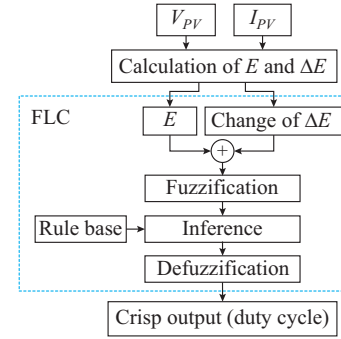 V_PV
I_PV
Calculation of E and ΔE
FLC
E
Change of ΔE
+
Fuzzification
Rule base
Inference
Defuzzification
Crisp output (duty cycle)